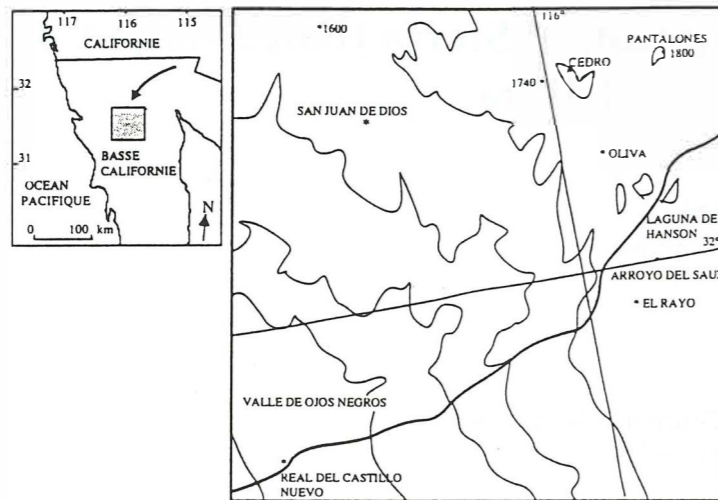 117 116 115
CALIFORNIE
32
31
BASSE
CALIFORNIE
OCEAN
PACIFIQUE
N
0 100 km
1600
116°
PANTALONES
1800
CEDRO
1740
SAN JUAN DE DIOS
OLIVA
LAGUNA DE
HANSON
32°
ARROYO DEL SAUZ
EL RAYO
VALLE DE OJOS NEGROS
REAL DEL CASTILLO
NUEVO